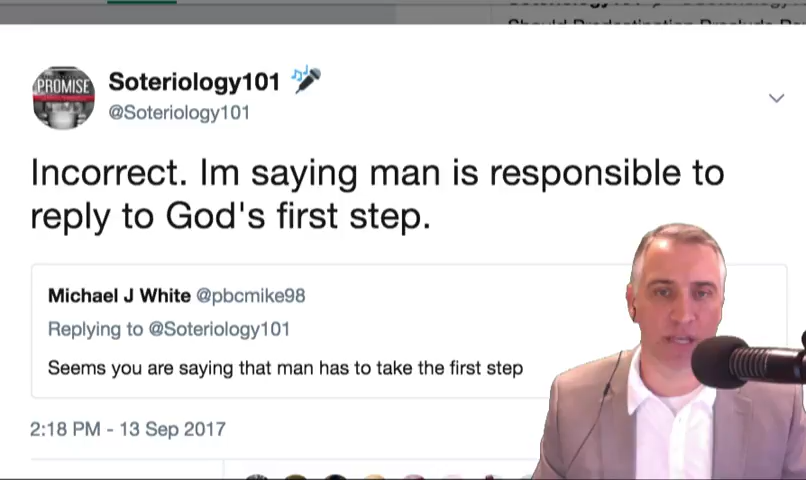 PROMISE
Soteriology101
@Soteriology101
Incorrect. Im saying man is responsible to
reply to God's first step.
Michael J White @pbcmike98
Replying to @Soteriology101
Seems you are saying that man has to take the first step
2:18 PM - 13 Sep 2017